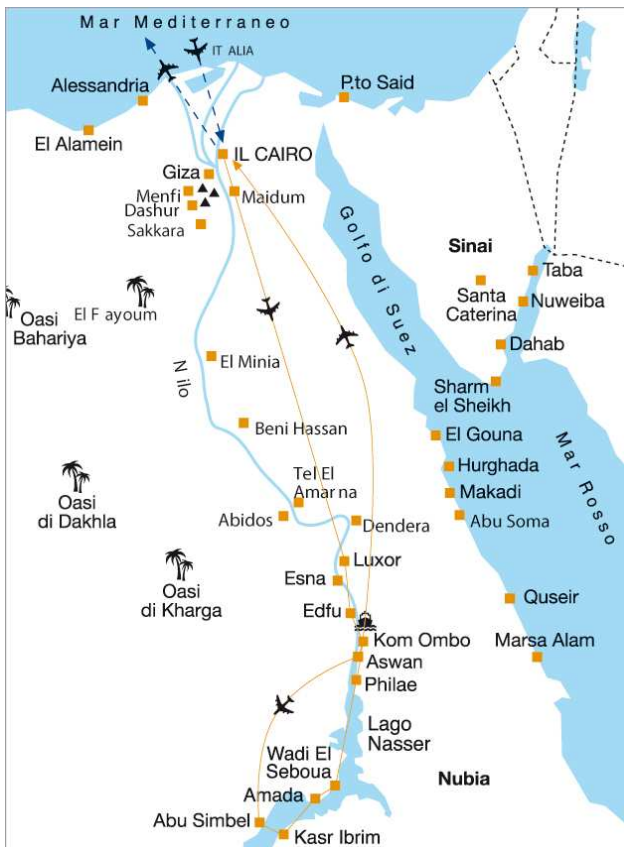 Mar Mediterraneo
IT ALIA
Alessandria
P.to Said
El Alamein
IL CAIRO
Giza
Menfi
Maidum
Dashur
Sakkara
Golfo di Suez
Sinai
Taba
Santa
Caterina
Nuweiba
El F ayoum
Oasi
Bahariya
Dahab
N ilo
El Minia
Sharm
el Sheikh
Beni Hassan
El Gouna
Mar Rosso
Hurghada
Tel El
Amar na
Makadi
Oasi
di Dakhla
Abidos
Dendera
Abu Soma
Luxor
Esna
Oasi
di Kharga
Edfu
Quseir
Kom Ombo
Marsa Alam
Aswan
Philae
Lago
Nasser
Wadi El
Seboua
Nubia
Amada
Abu Simbel
Kasr Ibrim